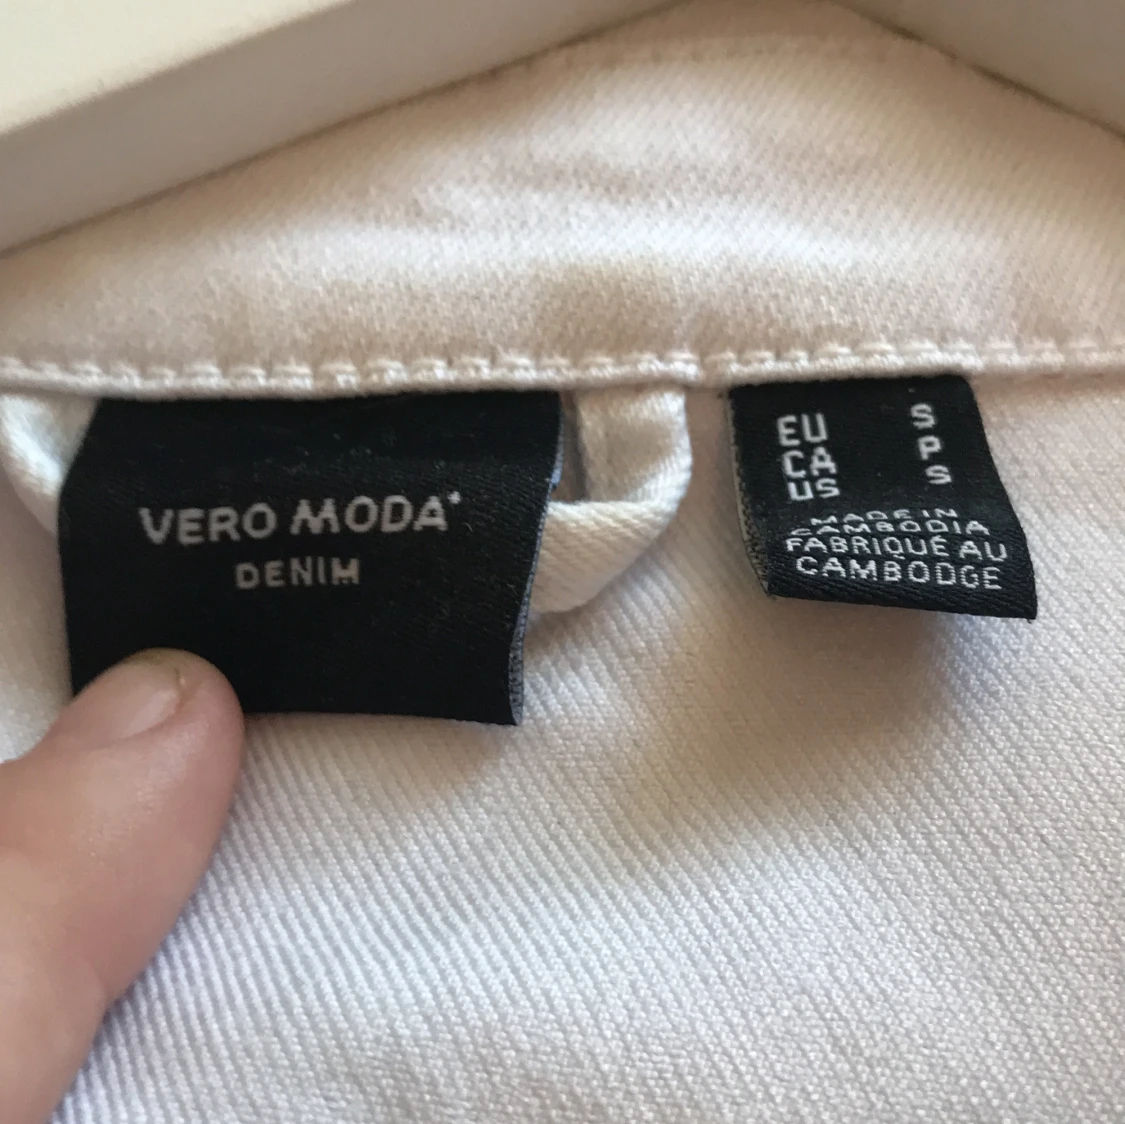 VERO MODA
DENIM
EU S
CA P
US S
MADE IN
CAMBODIA
FABRIQUÉ AU
CAMBODGE